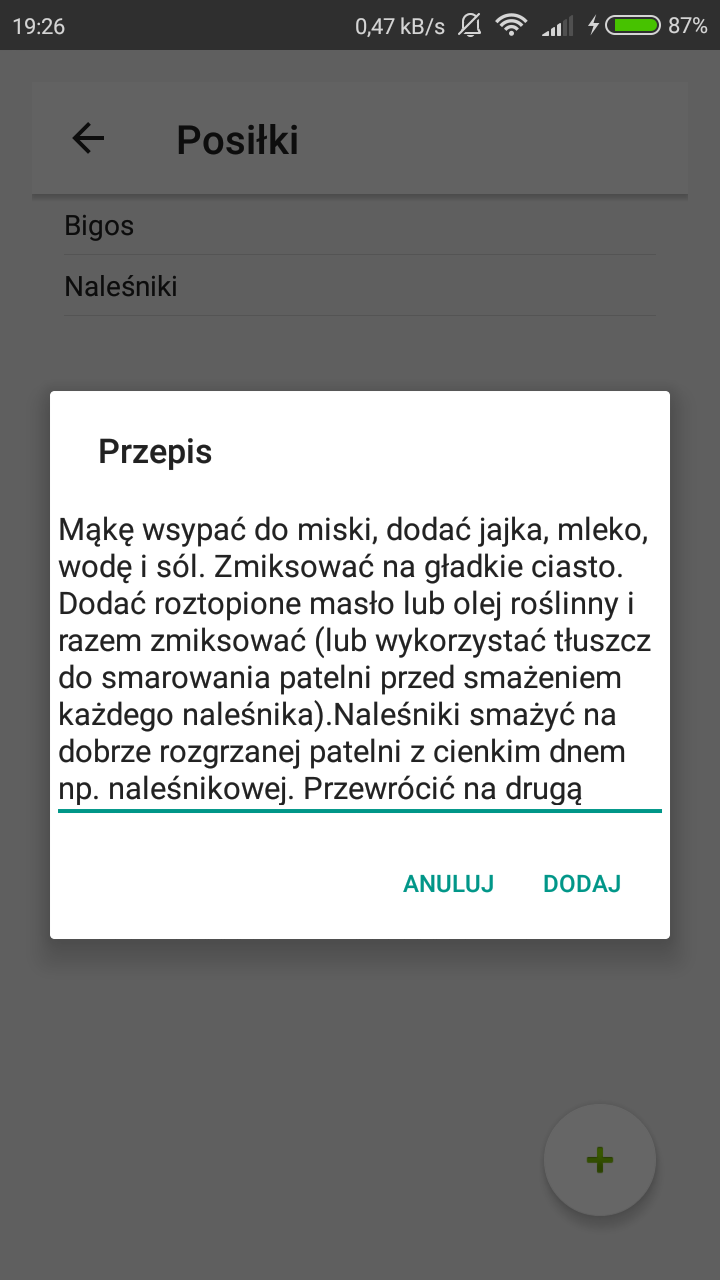 19:26 0,47 kB/s 87%
Posiłki
Bigos
Naleśniki
Przepis
Mąkę wsypać do miski, dodać jajka, mleko,
wodę i sól. Zmiksować na gładkie ciasto.
Dodać roztopione masło lub olej roślinny i
razem zmiksować (lub wykorzystać tłuszcz
do smarowania patelni przed smażeniem
każdego naleśnika).Naleśniki smażyć na
dobrze rozgrzanej patelni z cienkim dnem
np. naleśnikowej. Przewrócić na drugą
ANULUJ DODAJ